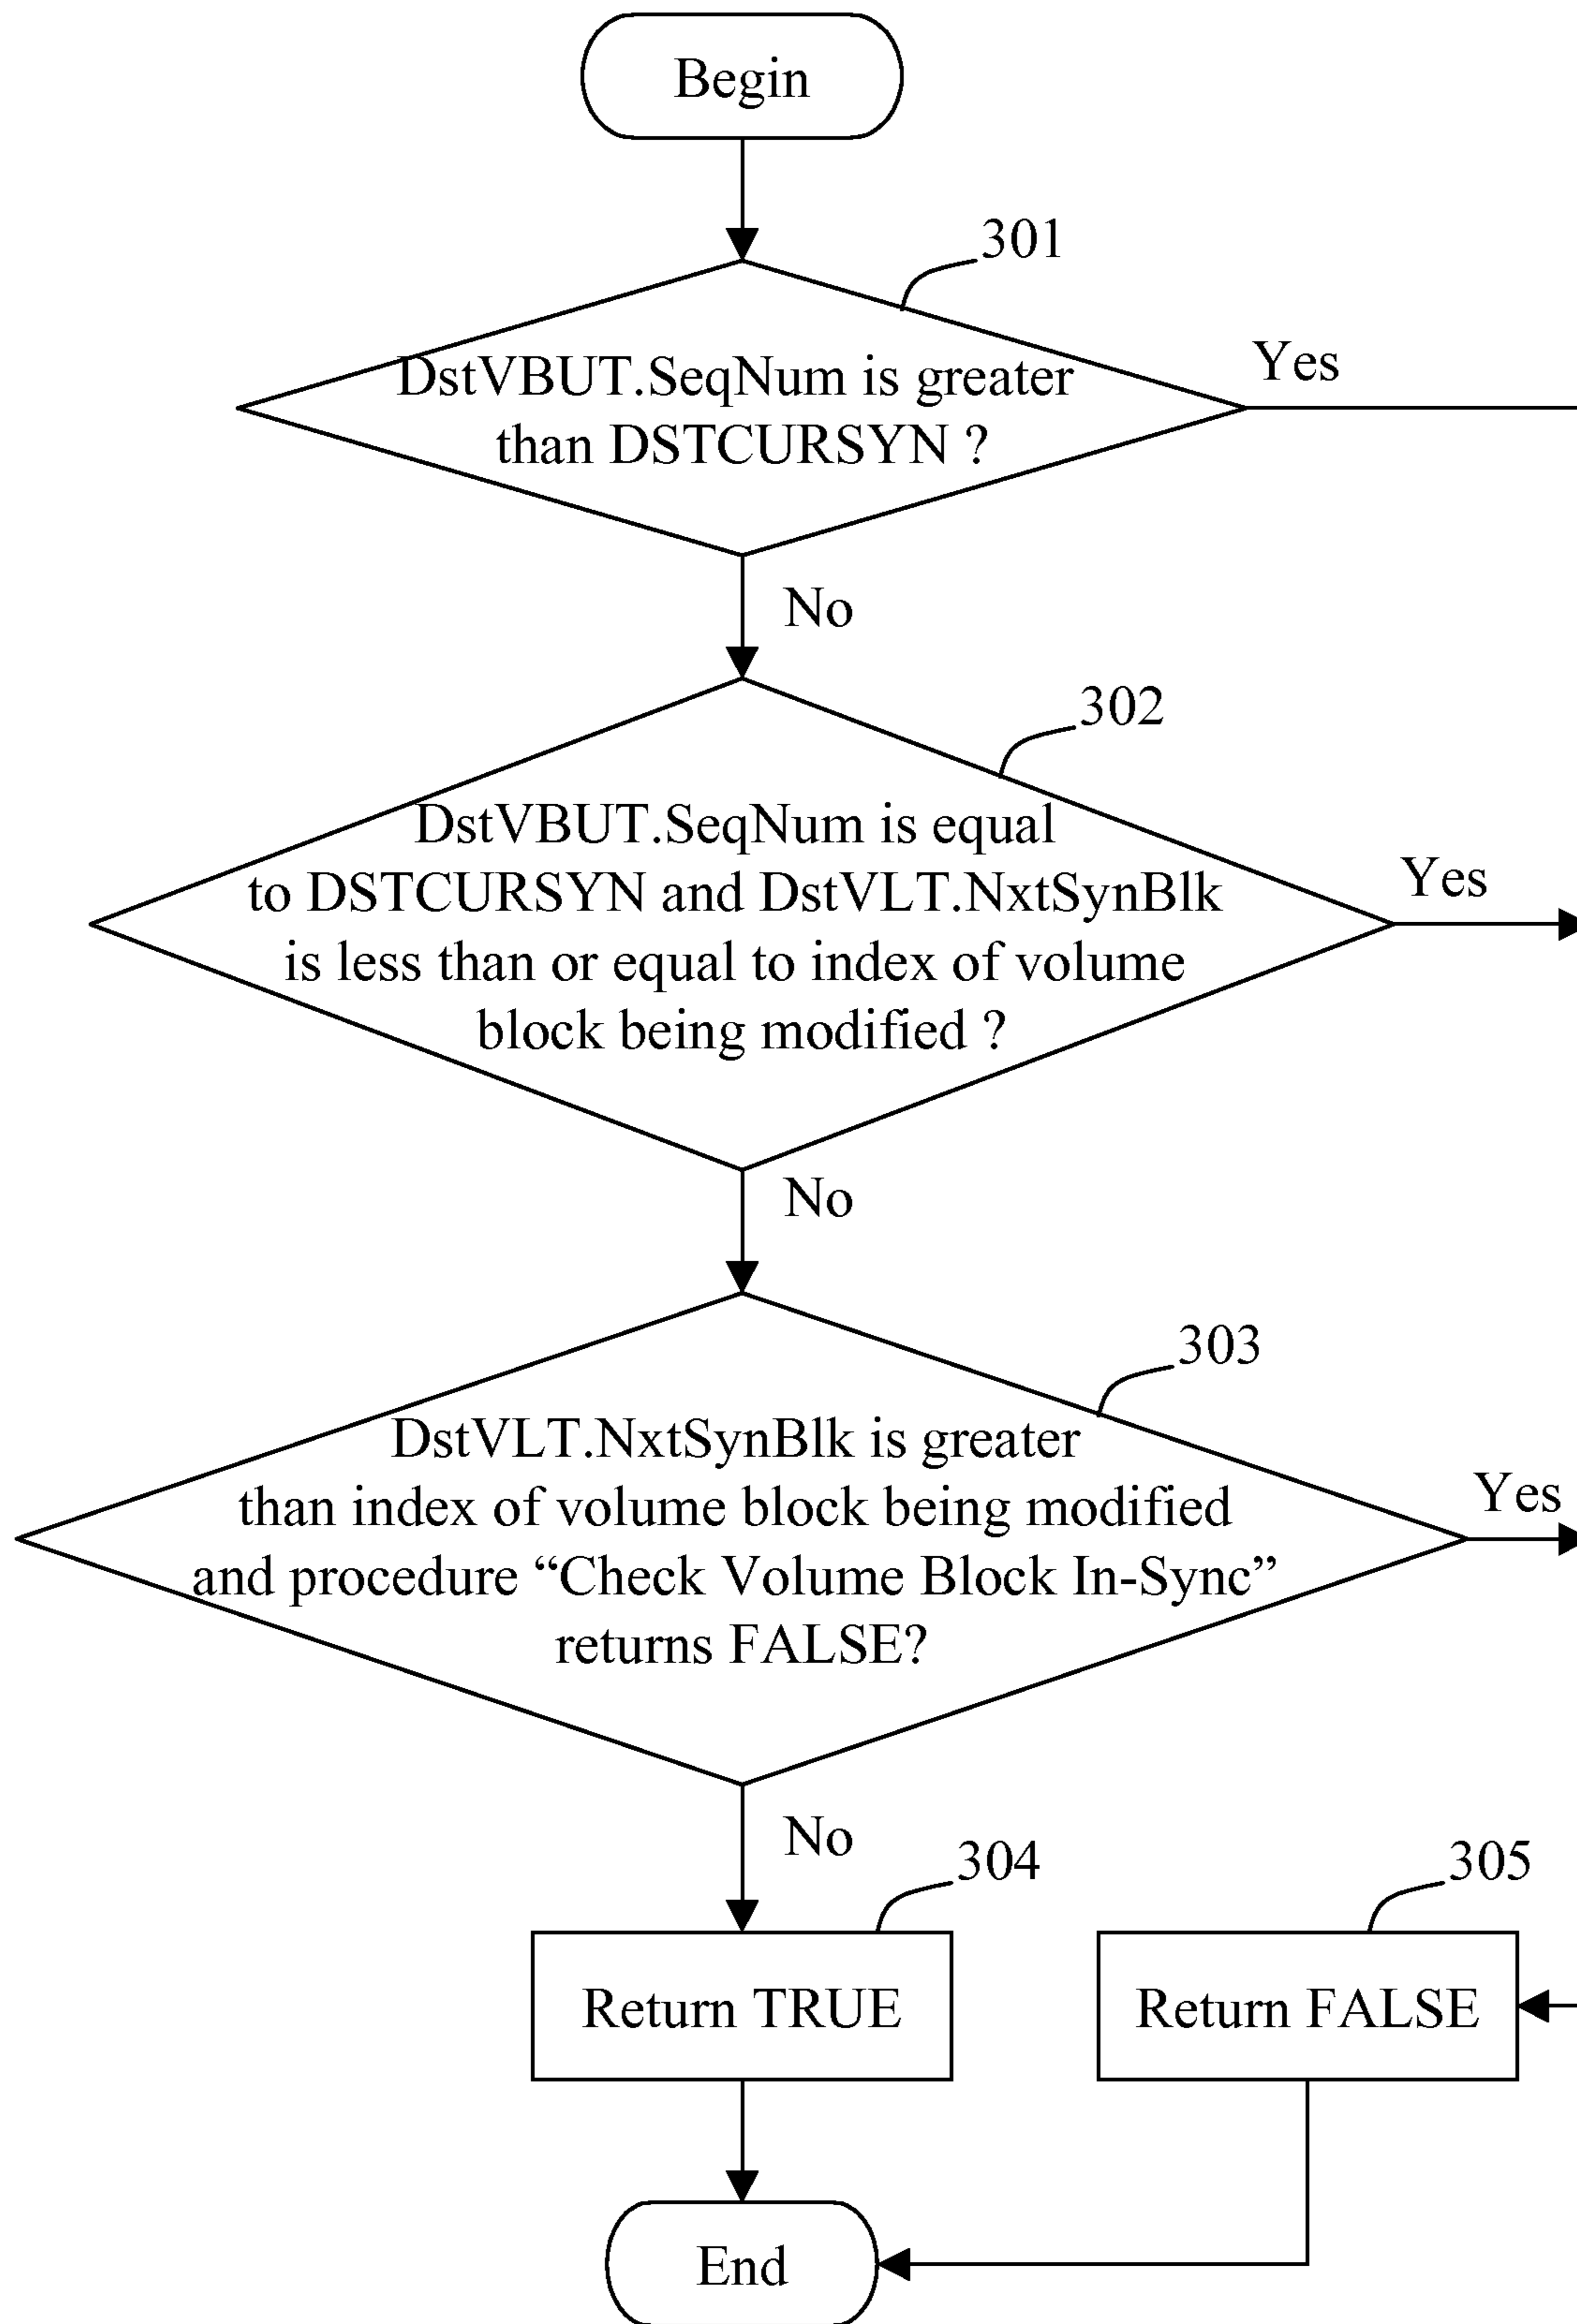 Begin
301
DstVBUT.SeqNum is greater
than DSTCURSYN ?
Yes
No
302
DstVBUT.SeqNum is equal
to DSTCURSYN and DstVLT.NxtSynBlk
is less than or equal to index of volume
block being modified ?
Yes
No
303
DstVLT.NxtSynBlk is greater
than index of volume block being modified
and procedure “Check Volume Block In-Sync”
returns FALSE?
Yes
No
304
305
Return TRUE
Return FALSE
End